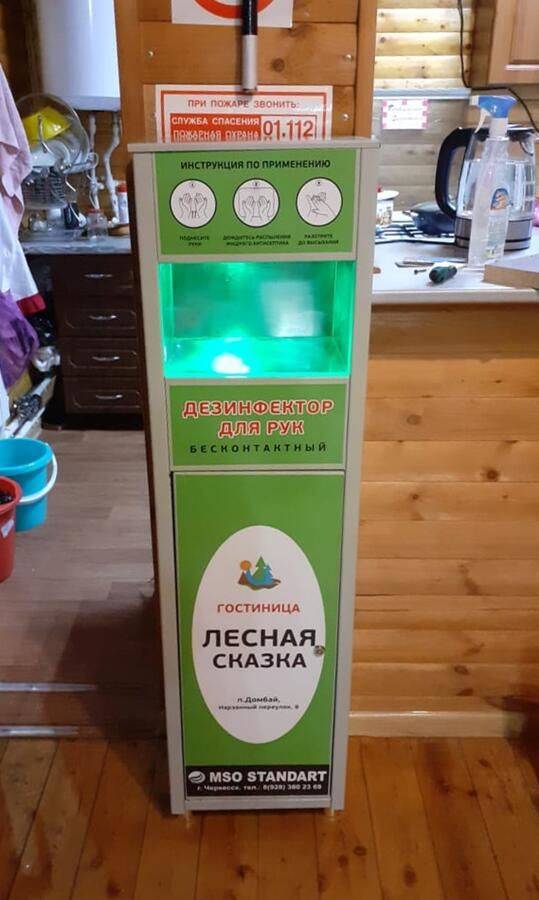 ПРИ ПОЖАРЕ ЗВОНИТЬ:
СЛУЖБА СПАСЕНИЯ
ПОЖАРНАЯ ОХРАНА
01.112
ИНСТРУКЦИЯ ПО ПРИМЕНЕНИЮ
ПОДНЕСИТЕ РУКИ
ДОЖДИТЕСЬ РАСПЫЛЕНИЯ ЖИДКОГО АНТИСЕПТИКА
РАЗОТРИТЕ ДО ВЫСЫХАНИЯ
ДЕЗИНФЕКТОР
ДЛЯ РУК
БЕСКОНТАКТНЫЙ
ГОСТИНИЦА
ЛЕСНАЯ
СКАЗКА
п.Домбай,
Нарзанный переулок, 9
MSO STANDART
г. Черкесск. тел.: 8(928) 380 23 69